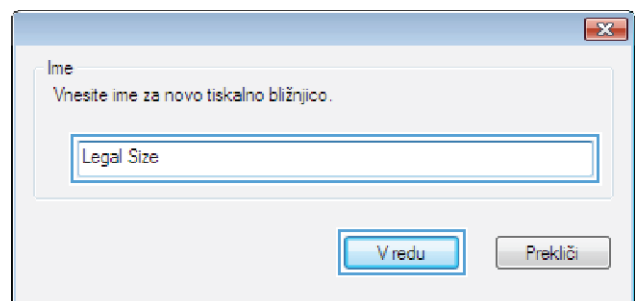 Ime
Vnesite ime za novo tiskalno bližnjico.
Legal Size
V redu
Prekliči